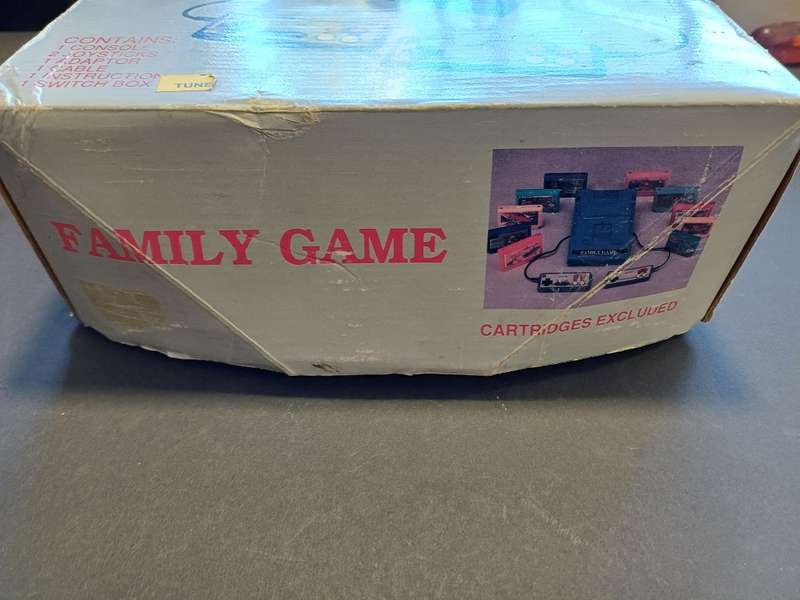 CONTAINS:
1 CONSOLE
2 JOYSTICKS
1 ADAPTOR
1 CABLE
1 INSTRUCTION
1 SWITCH BOX TUNE
FAMILY GAME
FAMILY GAME
CARTRIDGES EXCLUDED